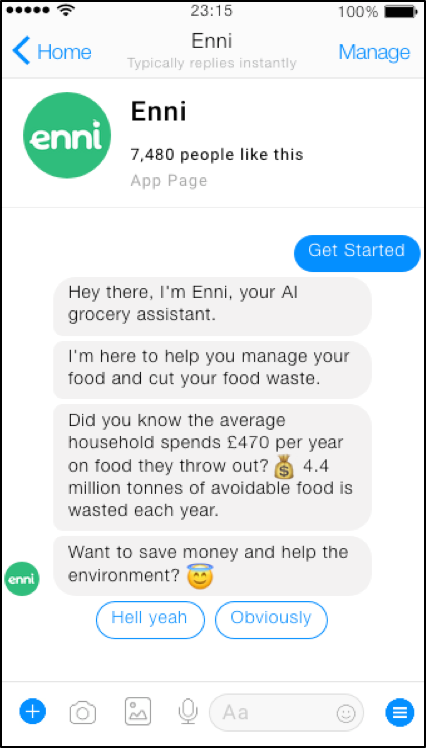 23:15
100%
Home
Enni
Manage
Typically replies instantly
enni
Enni
7,480 people like this
App Page
Get Started
Hey there, I'm Enni, your AI
grocery assistant.
I'm here to help you manage your
food and cut your food waste.
Did you know the average
household spends £470 per year
on food they throw out? 💰 4.4
million tonnes of avoidable food is
wasted each year.
Want to save money and help the
environment? 😇
enni
Hell yeah
Obviously
Aa